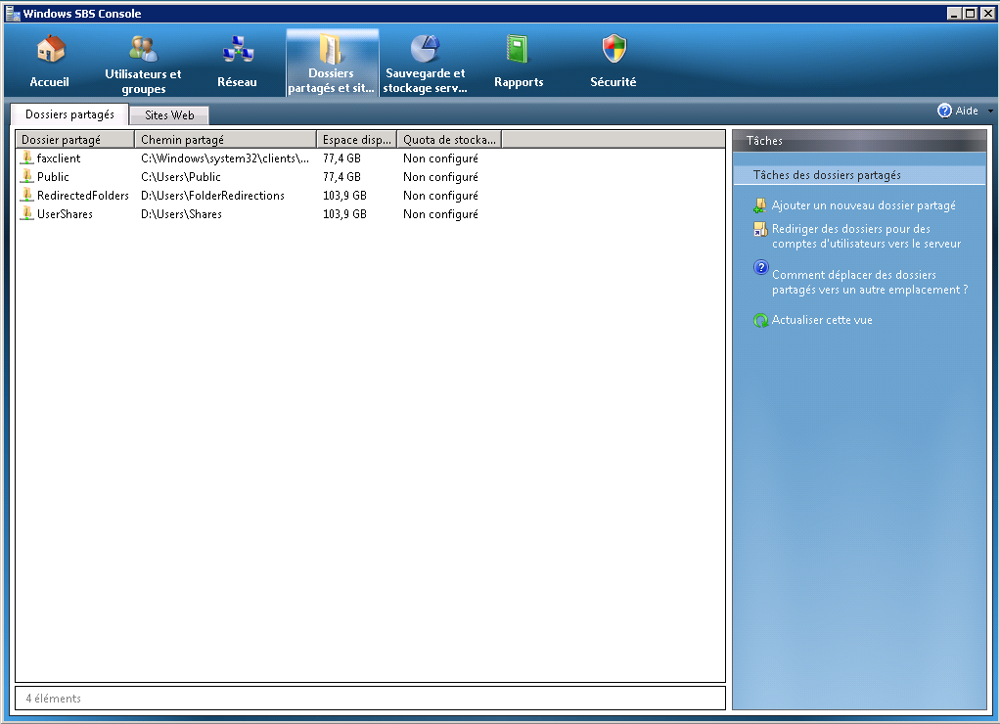 Windows SBS Console
Accueil
Utilisateurs et
groupes
Réseau
Dossiers
partagés et sit...
Sauvegarde et
stockage serv...
Rapports
Sécurité
Dossiers partagés
Sites Web
Aide
Dossier partagé Chemin partagé Espace disp... Quota de stocka...
faxclient C:\Windows\system32\clients\... 77,4 GB Non configuré
Public C:\Users\Public 77,4 GB Non configuré
RedirectedFolders D:\Users\FolderRedirections 103,9 GB Non configuré
UserShares D:\Users\Shares 103,9 GB Non configuré
4 éléments
Tâches
Tâches des dossiers partagés
Ajouter un nouveau dossier partagé
Rediriger des dossiers pour des
comptes d'utilisateurs vers le serveur
Comment déplacer des dossiers
partagés vers un autre emplacement ?
Actualiser cette vue